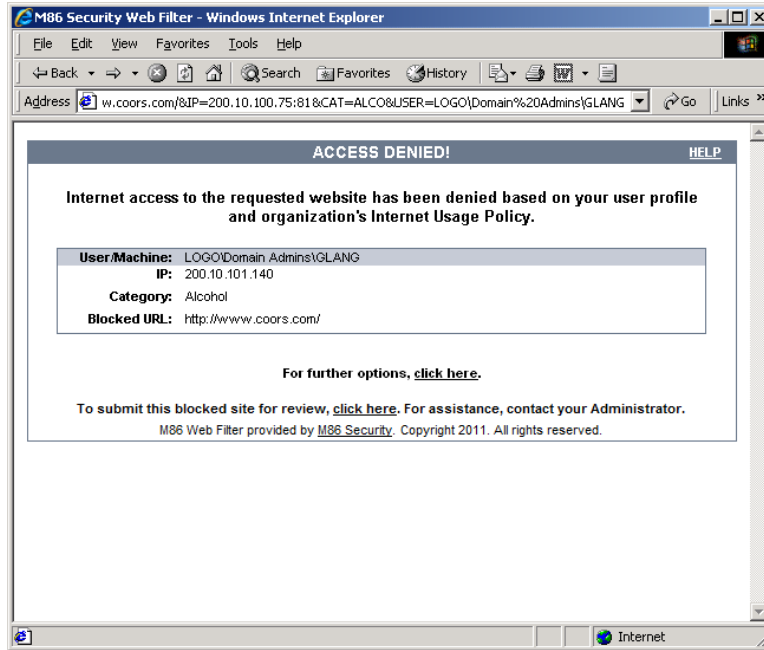 M86 Security Web Filter - Windows Internet Explorer
File Edit View Favorites Tools Help
Back Search Favorites History
Address w.coors.com/&IP=200.10.100.75:81&CAT=ALCO&USER=LOGO\Domain%20Admins\GLANG Go Links »
ACCESS DENIED! HELP
Internet access to the requested website has been denied based on your user profile
and organization's Internet Usage Policy.
User/Machine: LOGO\Domain Admins\GLANG
IP: 200.10.101.140
Category: Alcohol
Blocked URL: http://www.coors.com/
For further options, click here.
To submit this blocked site for review, click here. For assistance, contact your Administrator.
M86 Web Filter provided by M86 Security. Copyright 2011. All rights reserved.
Internet